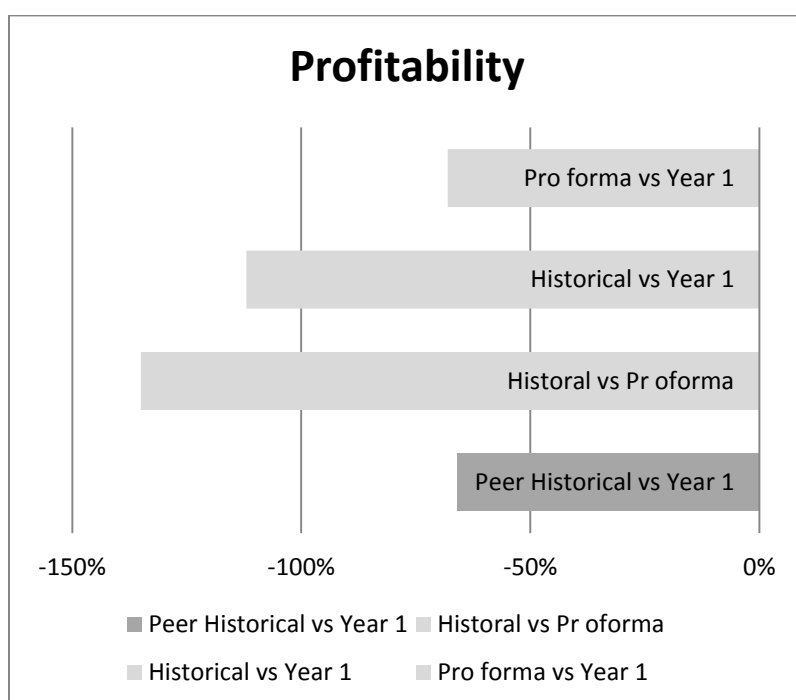 Profitability
Pro forma vs Year 1
Historical vs Year 1
Historal vs Pr oforma
Peer Historical vs Year 1
-150% -100% -50% 0%
Peer Historical vs Year 1 Historal vs Pr oforma
Historical vs Year 1 Pro forma vs Year 1